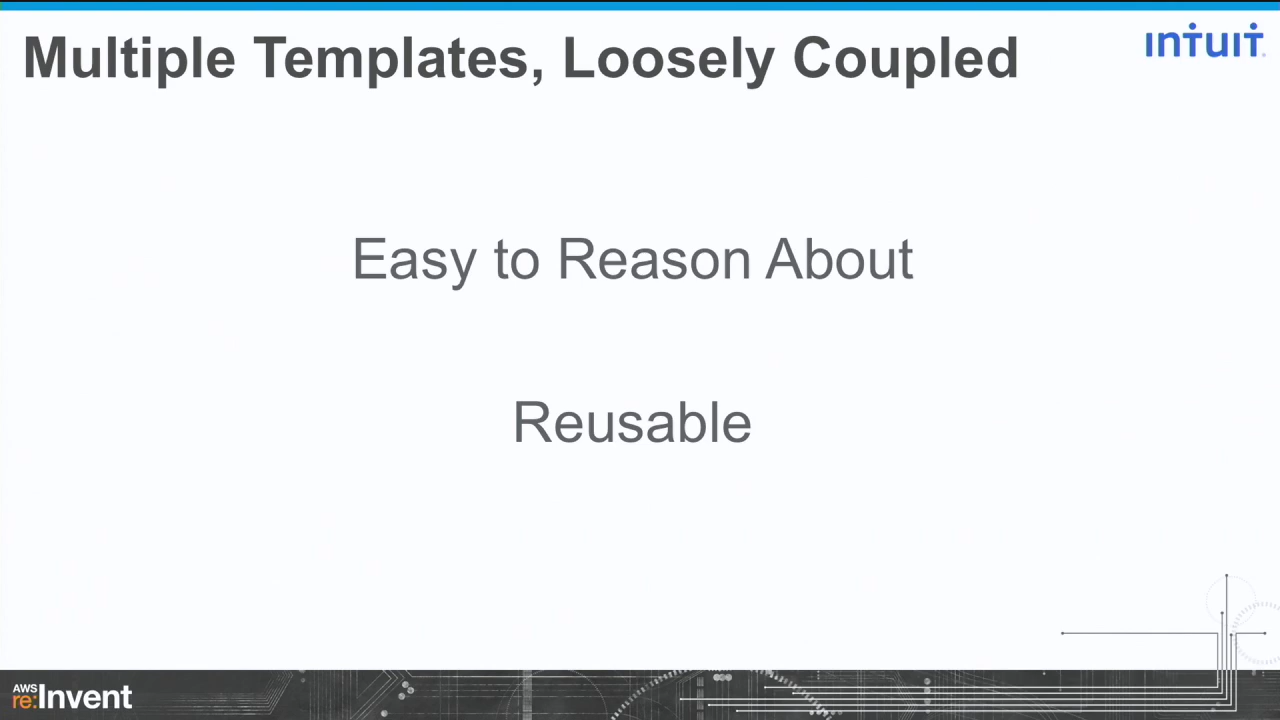 Multiple Templates, Loosely Coupled
intuit.
Easy to Reason About
Reusable
AWS
re:Invent